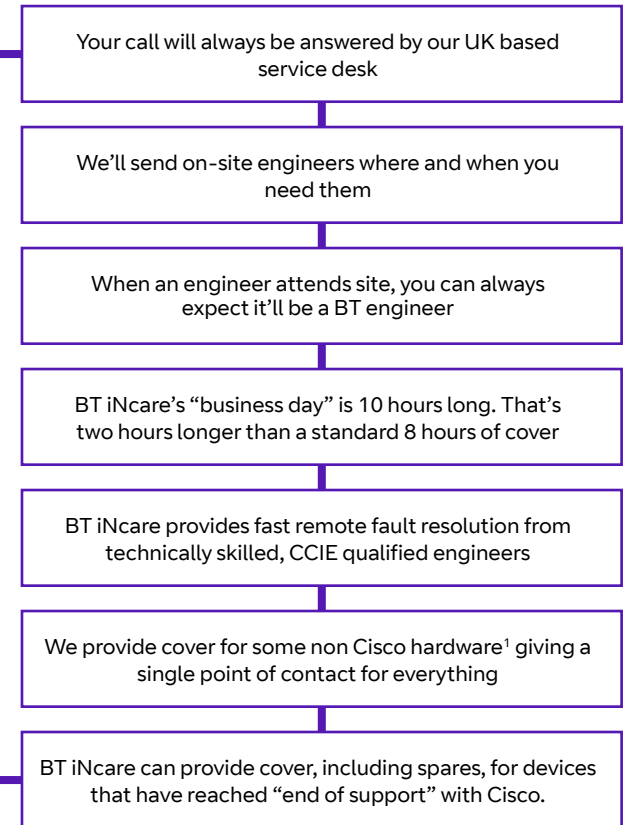 Your call will always be answered by our UK based
service desk
We’ll send on-site engineers where and when you
need them
When an engineer attends site, you can always
expect it’ll be a BT engineer
BT iNcare’s “business day” is 10 hours long. That’s
two hours longer than a standard 8 hours of cover
BT iNcare provides fast remote fault resolution from
technically skilled, CCIE qualified engineers
We provide cover for some non Cisco hardware¹ giving a
single point of contact for everything
BT iNcare can provide cover, including spares, for devices
that have reached “end of support” with Cisco.